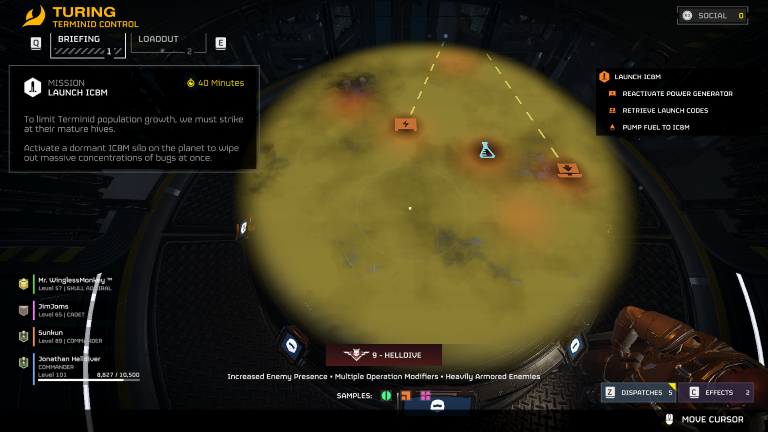 TURING
TERMINID CONTROL
SOCIAL 0
Q
BRIEFING
1
LOADOUT
2
E
MISSION
LAUNCH ICBM
40 Minutes
To limit Terminid population growth, we must strike
at their mature hives.
Activate a dormant ICBM silo on the planet to wipe
out massive concentrations of bugs at once.
LAUNCH ICBM
REACTIVATE POWER GENERATOR
RETRIEVE LAUNCH CODES
PUMP FUEL TO ICBM
Mr. WinglessMonkey ™
Level 57 | SKULL ADMIRAL
JimJams
Level 65 | CADET
Sunkun
Level 89 | COMMANDER
Jonathan Helldiver
COMMANDER
Level 101 8,827 / 10,500
9 - HELLDIVE
Increased Enemy Presence • Multiple Operation Modifiers • Heavily Armored Enemies
SAMPLES:
Z DISPATCHES 5
C EFFECTS 2
MOVE CURSOR